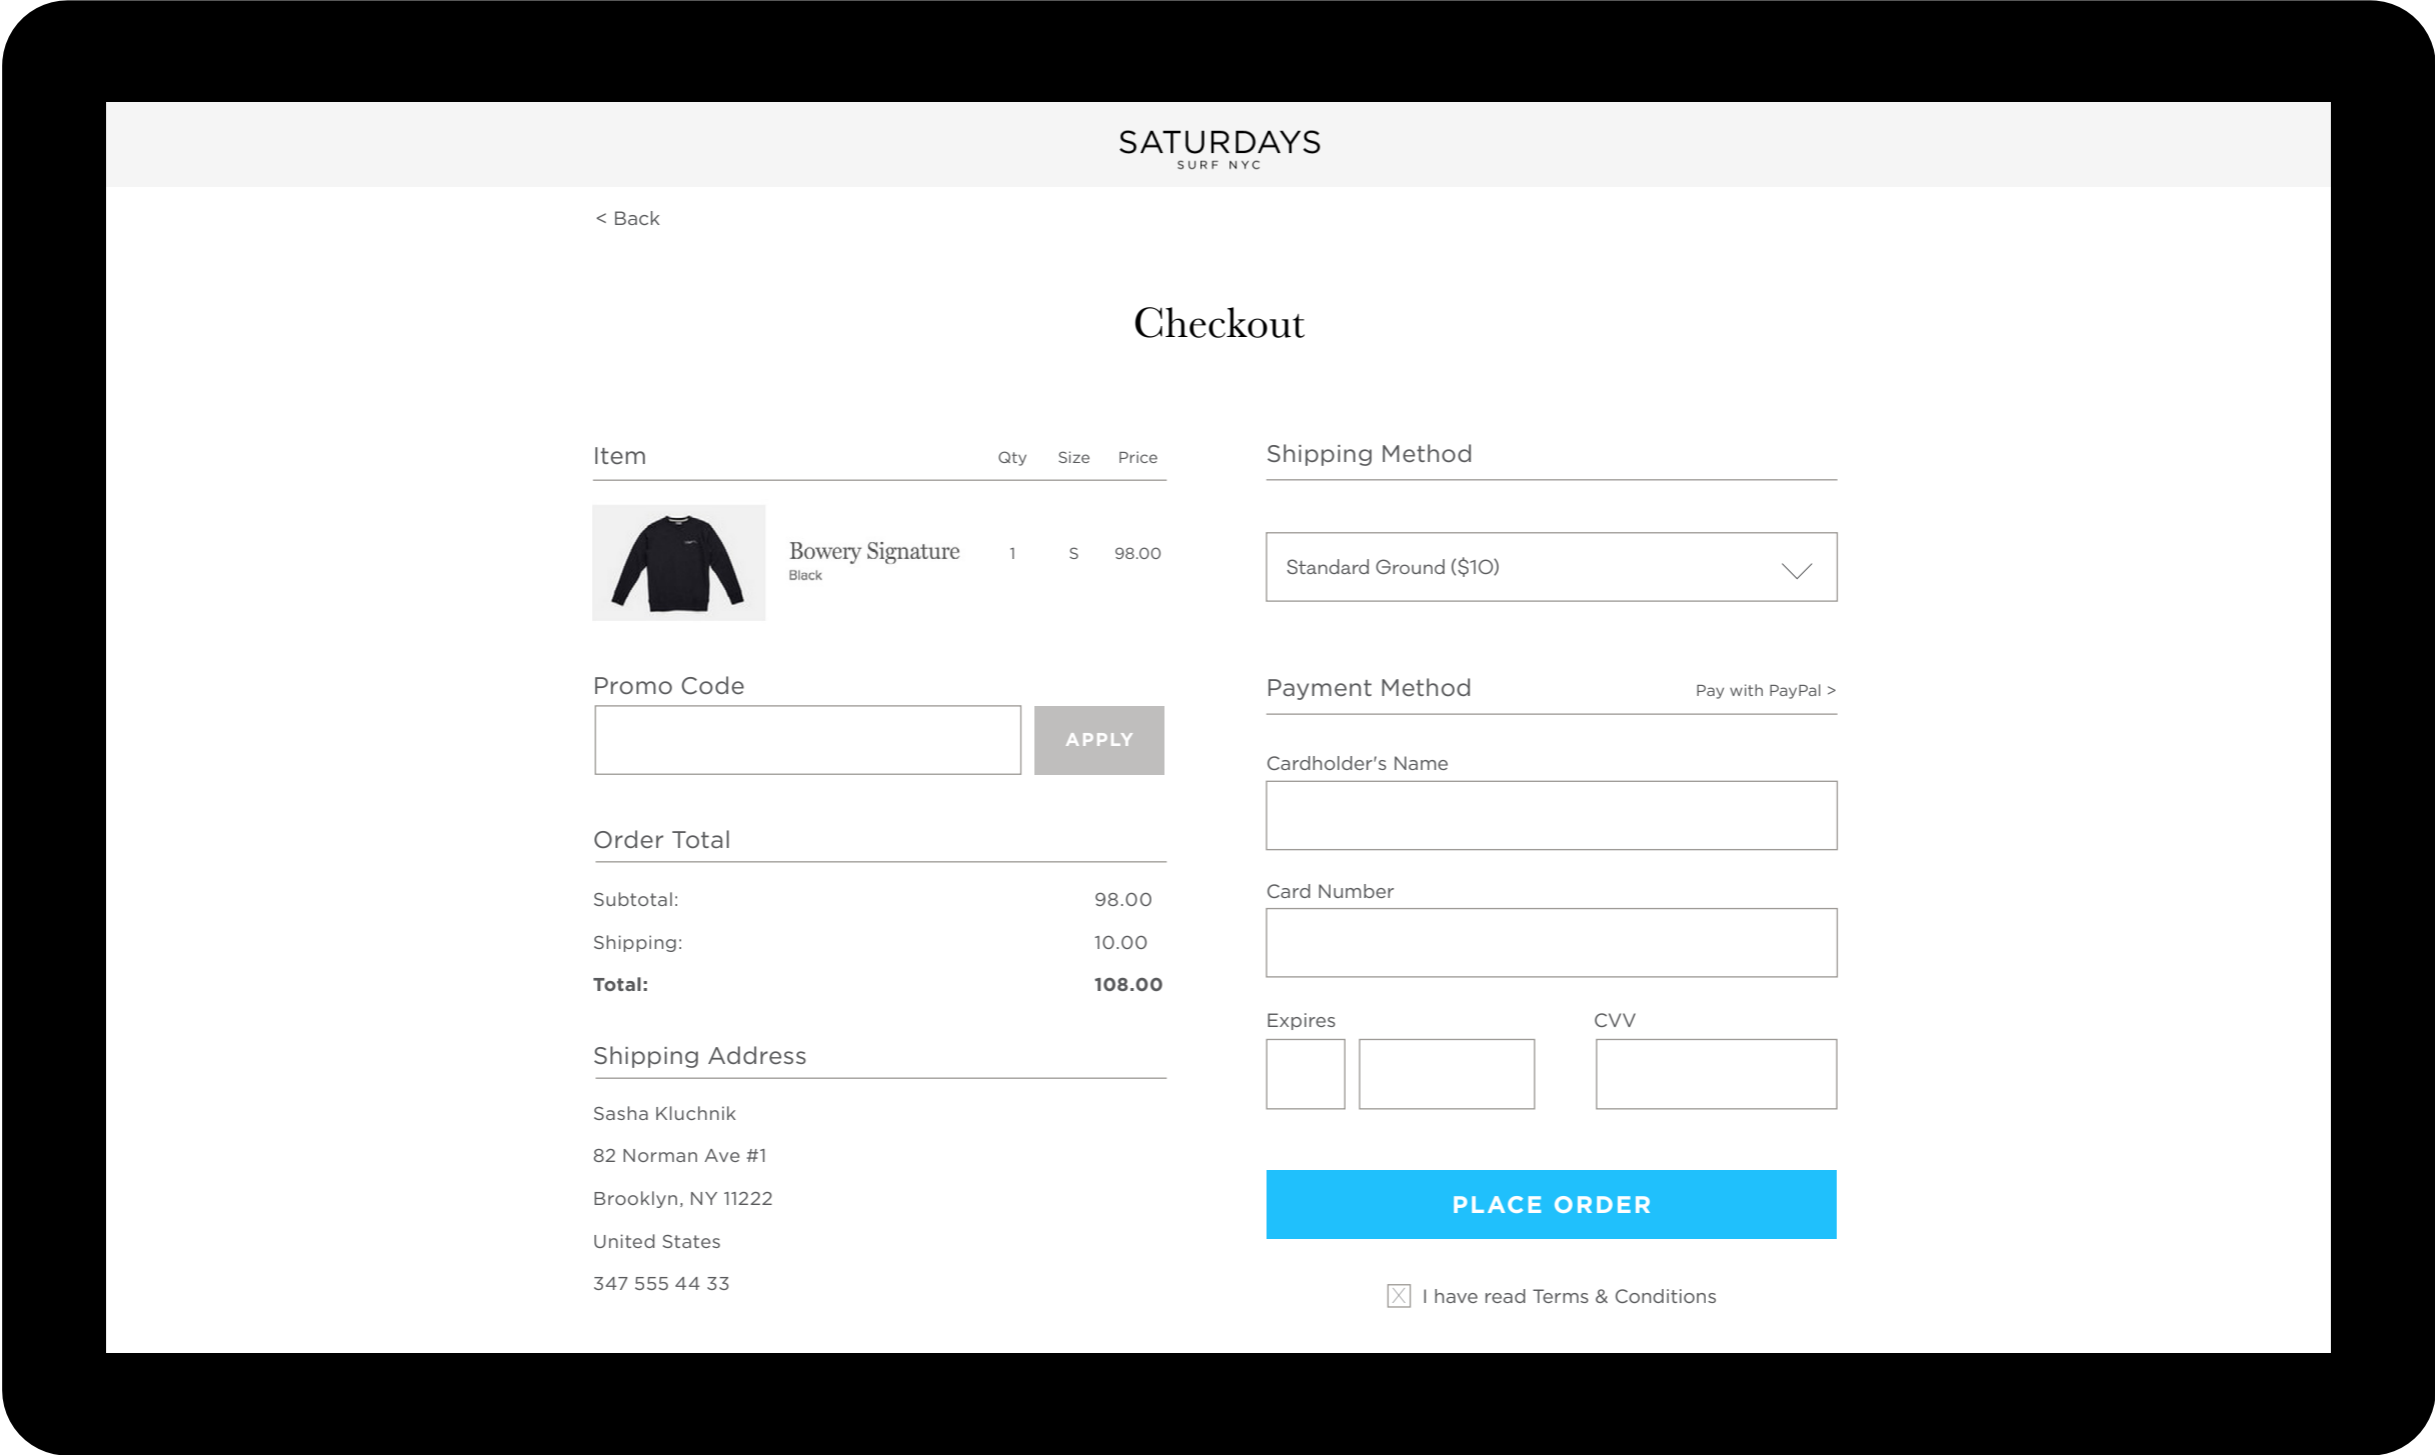 SATURDAYS
SURF NYC
< Back
Checkout
Item Qty Size Price
Bowery Signature 1 S 98.00
Black
Promo Code
APPLY
Order Total
Subtotal: 98.00
Shipping: 10.00
Total: 108.00
Shipping Address
Sasha Kluchnik
82 Norman Ave #1
Brooklyn, NY 11222
United States
347 555 44 33
Shipping Method
Standard Ground ($10)
Payment Method Pay with PayPal >
Cardholder's Name
Card Number
Expires CVV
PLACE ORDER
X I have read Terms & Conditions